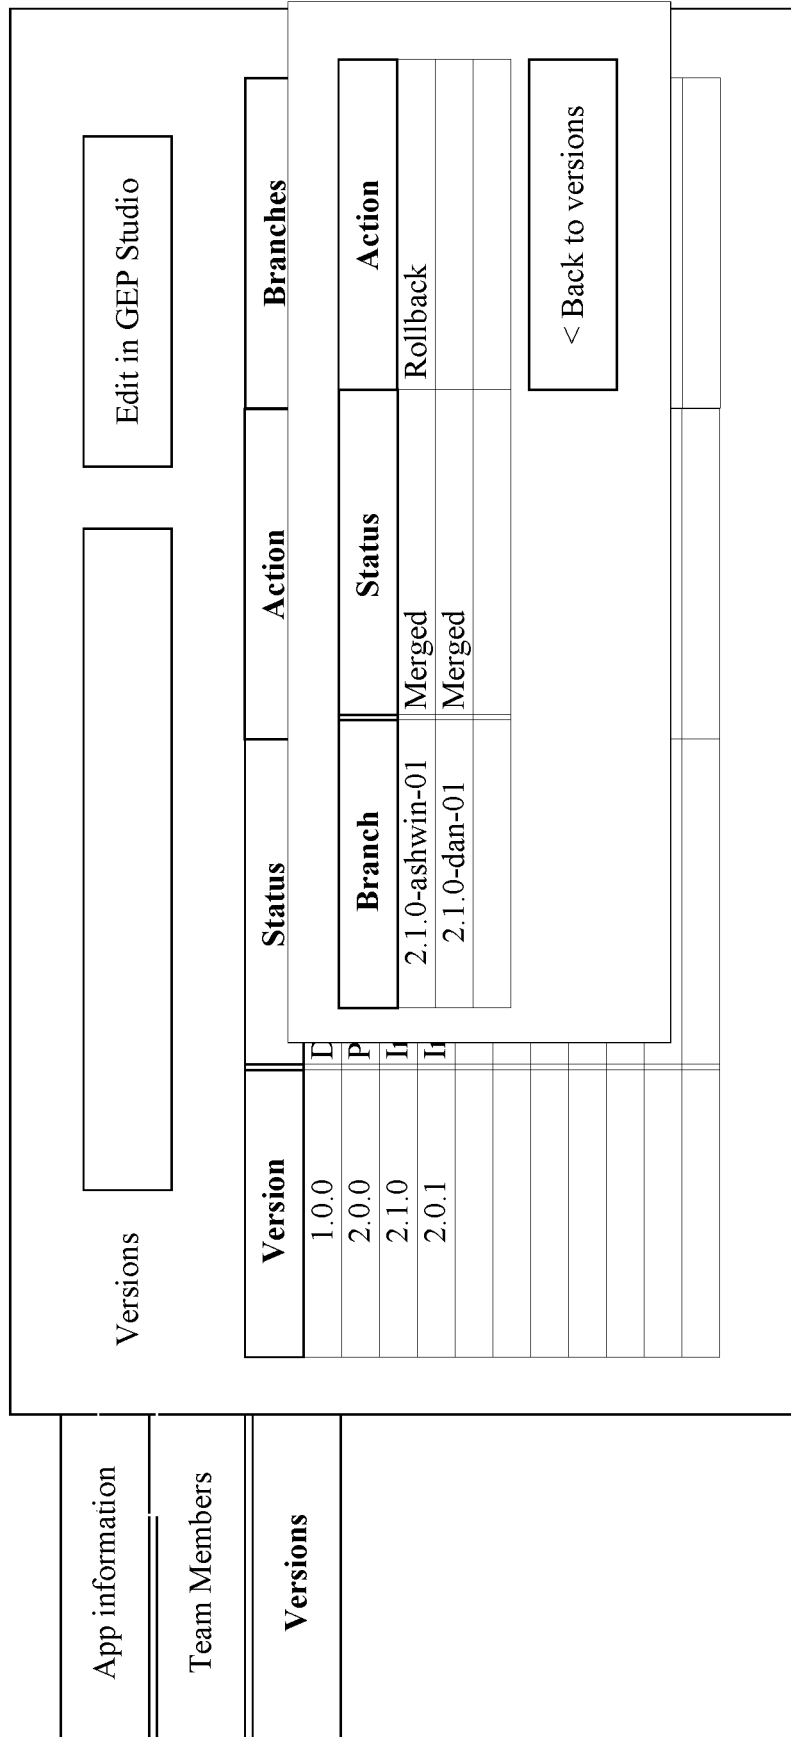 App information
Team Members
Versions
Versions
Edit in GEP Studio
Version Status Action Branches
1.0.0
2.0.0 P
2.1.0
2.0.1
Branch Status Action
2.1.0-ashwin-01 Merged Rollback
2.1.0-dan-01 Merged
< Back to versions